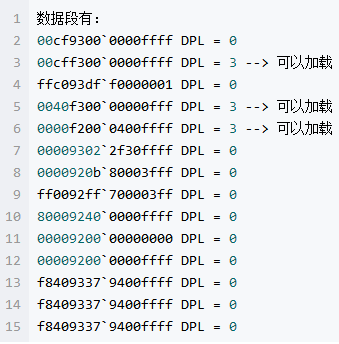 1 数据段有:
2 00cf9300`0000ffff DPL = 0
3 00cff300`0000ffff DPL = 3 --> 可以加载
4 ffc093df`f0000001 DPL = 0
5 0040f300`00000fff DPL = 3 --> 可以加载
6 0000f200`0400ffff DPL = 3 --> 可以加载
7 00009302`2f30ffff DPL = 0
8 0000920b`80003fff DPL = 0
9 ff0092ff`700003ff DPL = 0
10 80009240`0000ffff DPL = 0
11 00009200`00000000 DPL = 0
12 00009200`0000ffff DPL = 0
13 f8409337`9400ffff DPL = 0
14 f8409337`9400ffff DPL = 0
15 f8409337`9400ffff DPL = 0